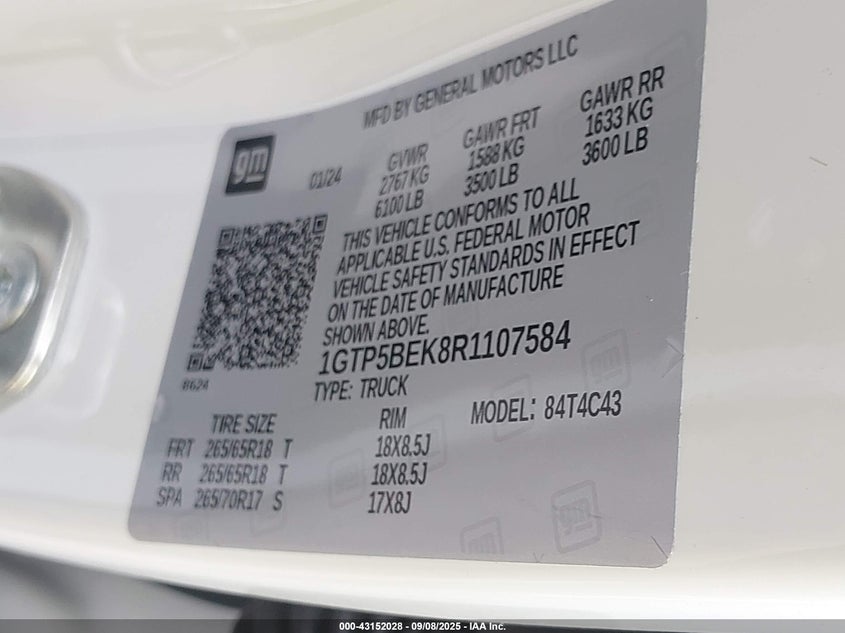 MFD BY GENERAL MOTORS LLC
gm
01/24
GVWR
2767 KG
6100 LB
GAWR FRT
1588 KG
3500 LB
GAWR RR
1633 KG
3600 LB
THIS VEHICLE CONFORMS TO ALL
APPLICABLE U.S. FEDERAL MOTOR
VEHICLE SAFETY STANDARDS IN EFFECT
ON THE DATE OF MANUFACTURE
SHOWN ABOVE.
1GTP5BEK8R1107584
8624
TYPE: TRUCK
MODEL: 84T4C43
TIRE SIZE RIM
FRT 265/65R18 T 18X8.5J
RR 265/65R18 T 18X8.5J
SPA 265/70R17 S 17X8J
gm
000-43152028 - 09/08/2025 - IAA Inc.